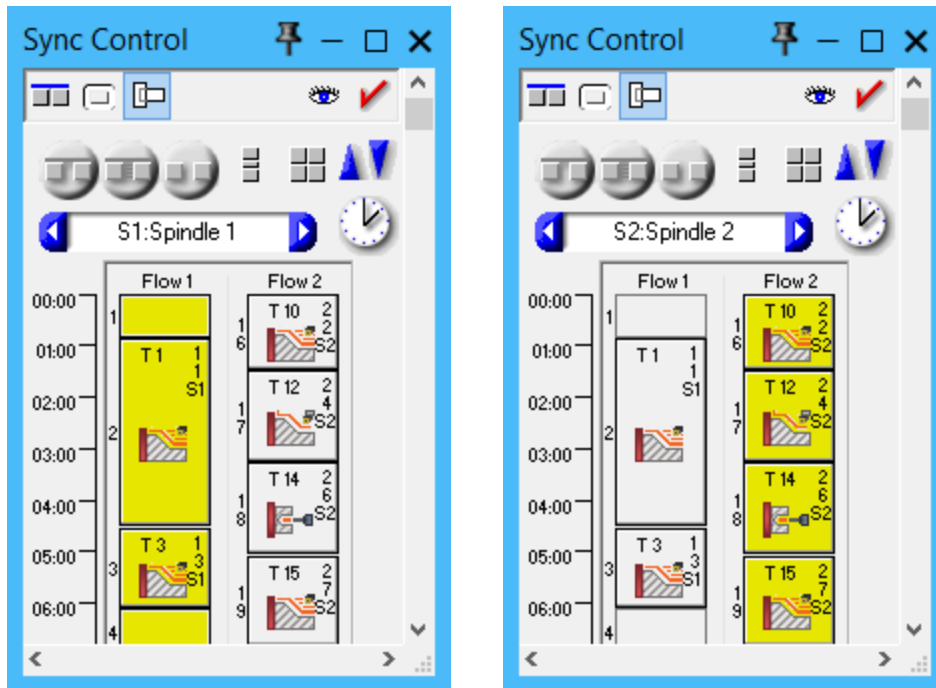 Sync Control
S1:Spindle 1
Flow 1 Flow 2
00:00
01:00
02:00
03:00
04:00
05:00
06:00
1
2
3
4
T 1 1
1
S1
T 3 1
3
S1
16
17
18
19
T 10 2
2
S2
T 12 2
4
S2
T 14 2
6
S2
T 15 2
7
S2
Sync Control
S2:Spindle 2
Flow 1 Flow 2
00:00
01:00
02:00
03:00
04:00
05:00
06:00
1
2
3
4
T 1 1
1
S1
T 3 1
3
S1
16
17
18
19
T 10 2
2
S2
T 12 2
4
S2
T 14 2
6
S2
T 15 2
7
S2